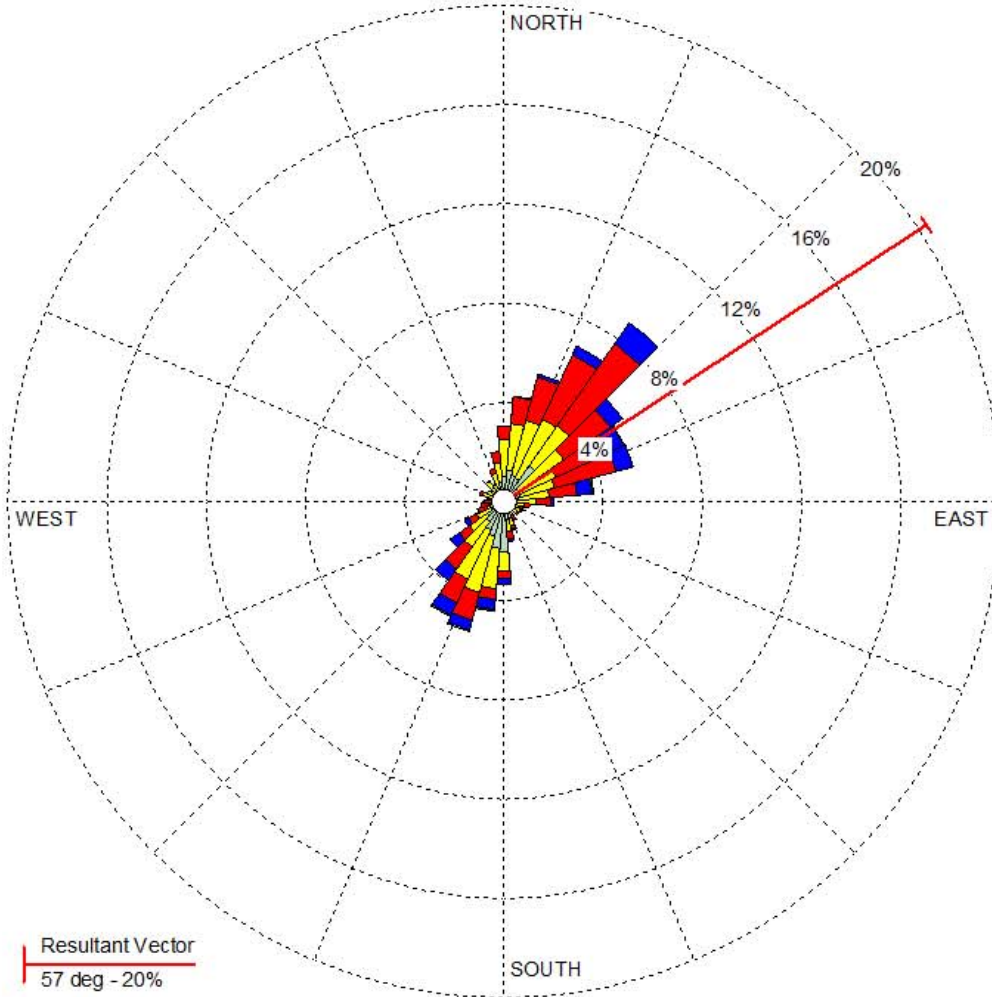 NORTH
20%
16%
12%
8%
4%
WEST
EAST
Resultant Vector
57 deg - 20%
SOUTH